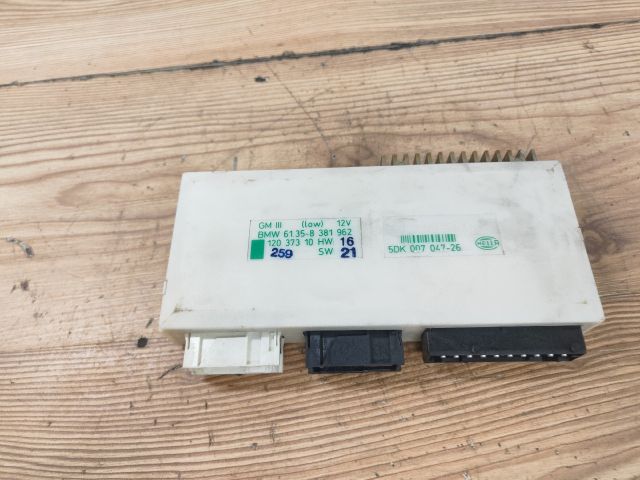 GM III (low) 12V
BMW 61.35-8 381 962
120 373 10 HW 16
259 SW 21
5DK 007 047-26
HELLA